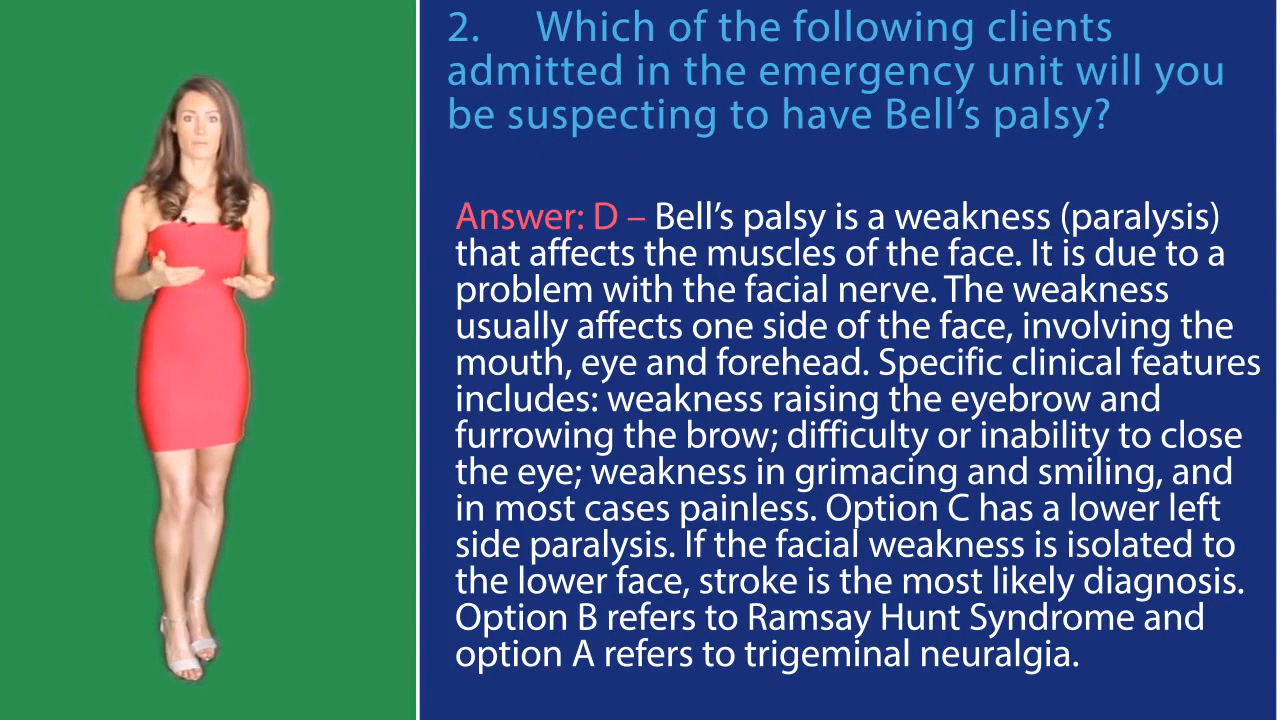 2. Which of the following clients
admitted in the emergency unit will you
be suspecting to have Bell’s palsy?
Answer: D – Bell’s palsy is a weakness (paralysis)
that affects the muscles of the face. It is due to a
problem with the facial nerve. The weakness
usually affects one side of the face, involving the
mouth, eye and forehead. Specific clinical features
includes: weakness raising the eyebrow and
furrowing the brow; difficulty or inability to close
the eye; weakness in grimacing and smiling, and
in most cases painless. Option C has a lower left
side paralysis. If the facial weakness is isolated to
the lower face, stroke is the most likely diagnosis.
Option B refers to Ramsay Hunt Syndrome and
option A refers to trigeminal neuralgia.